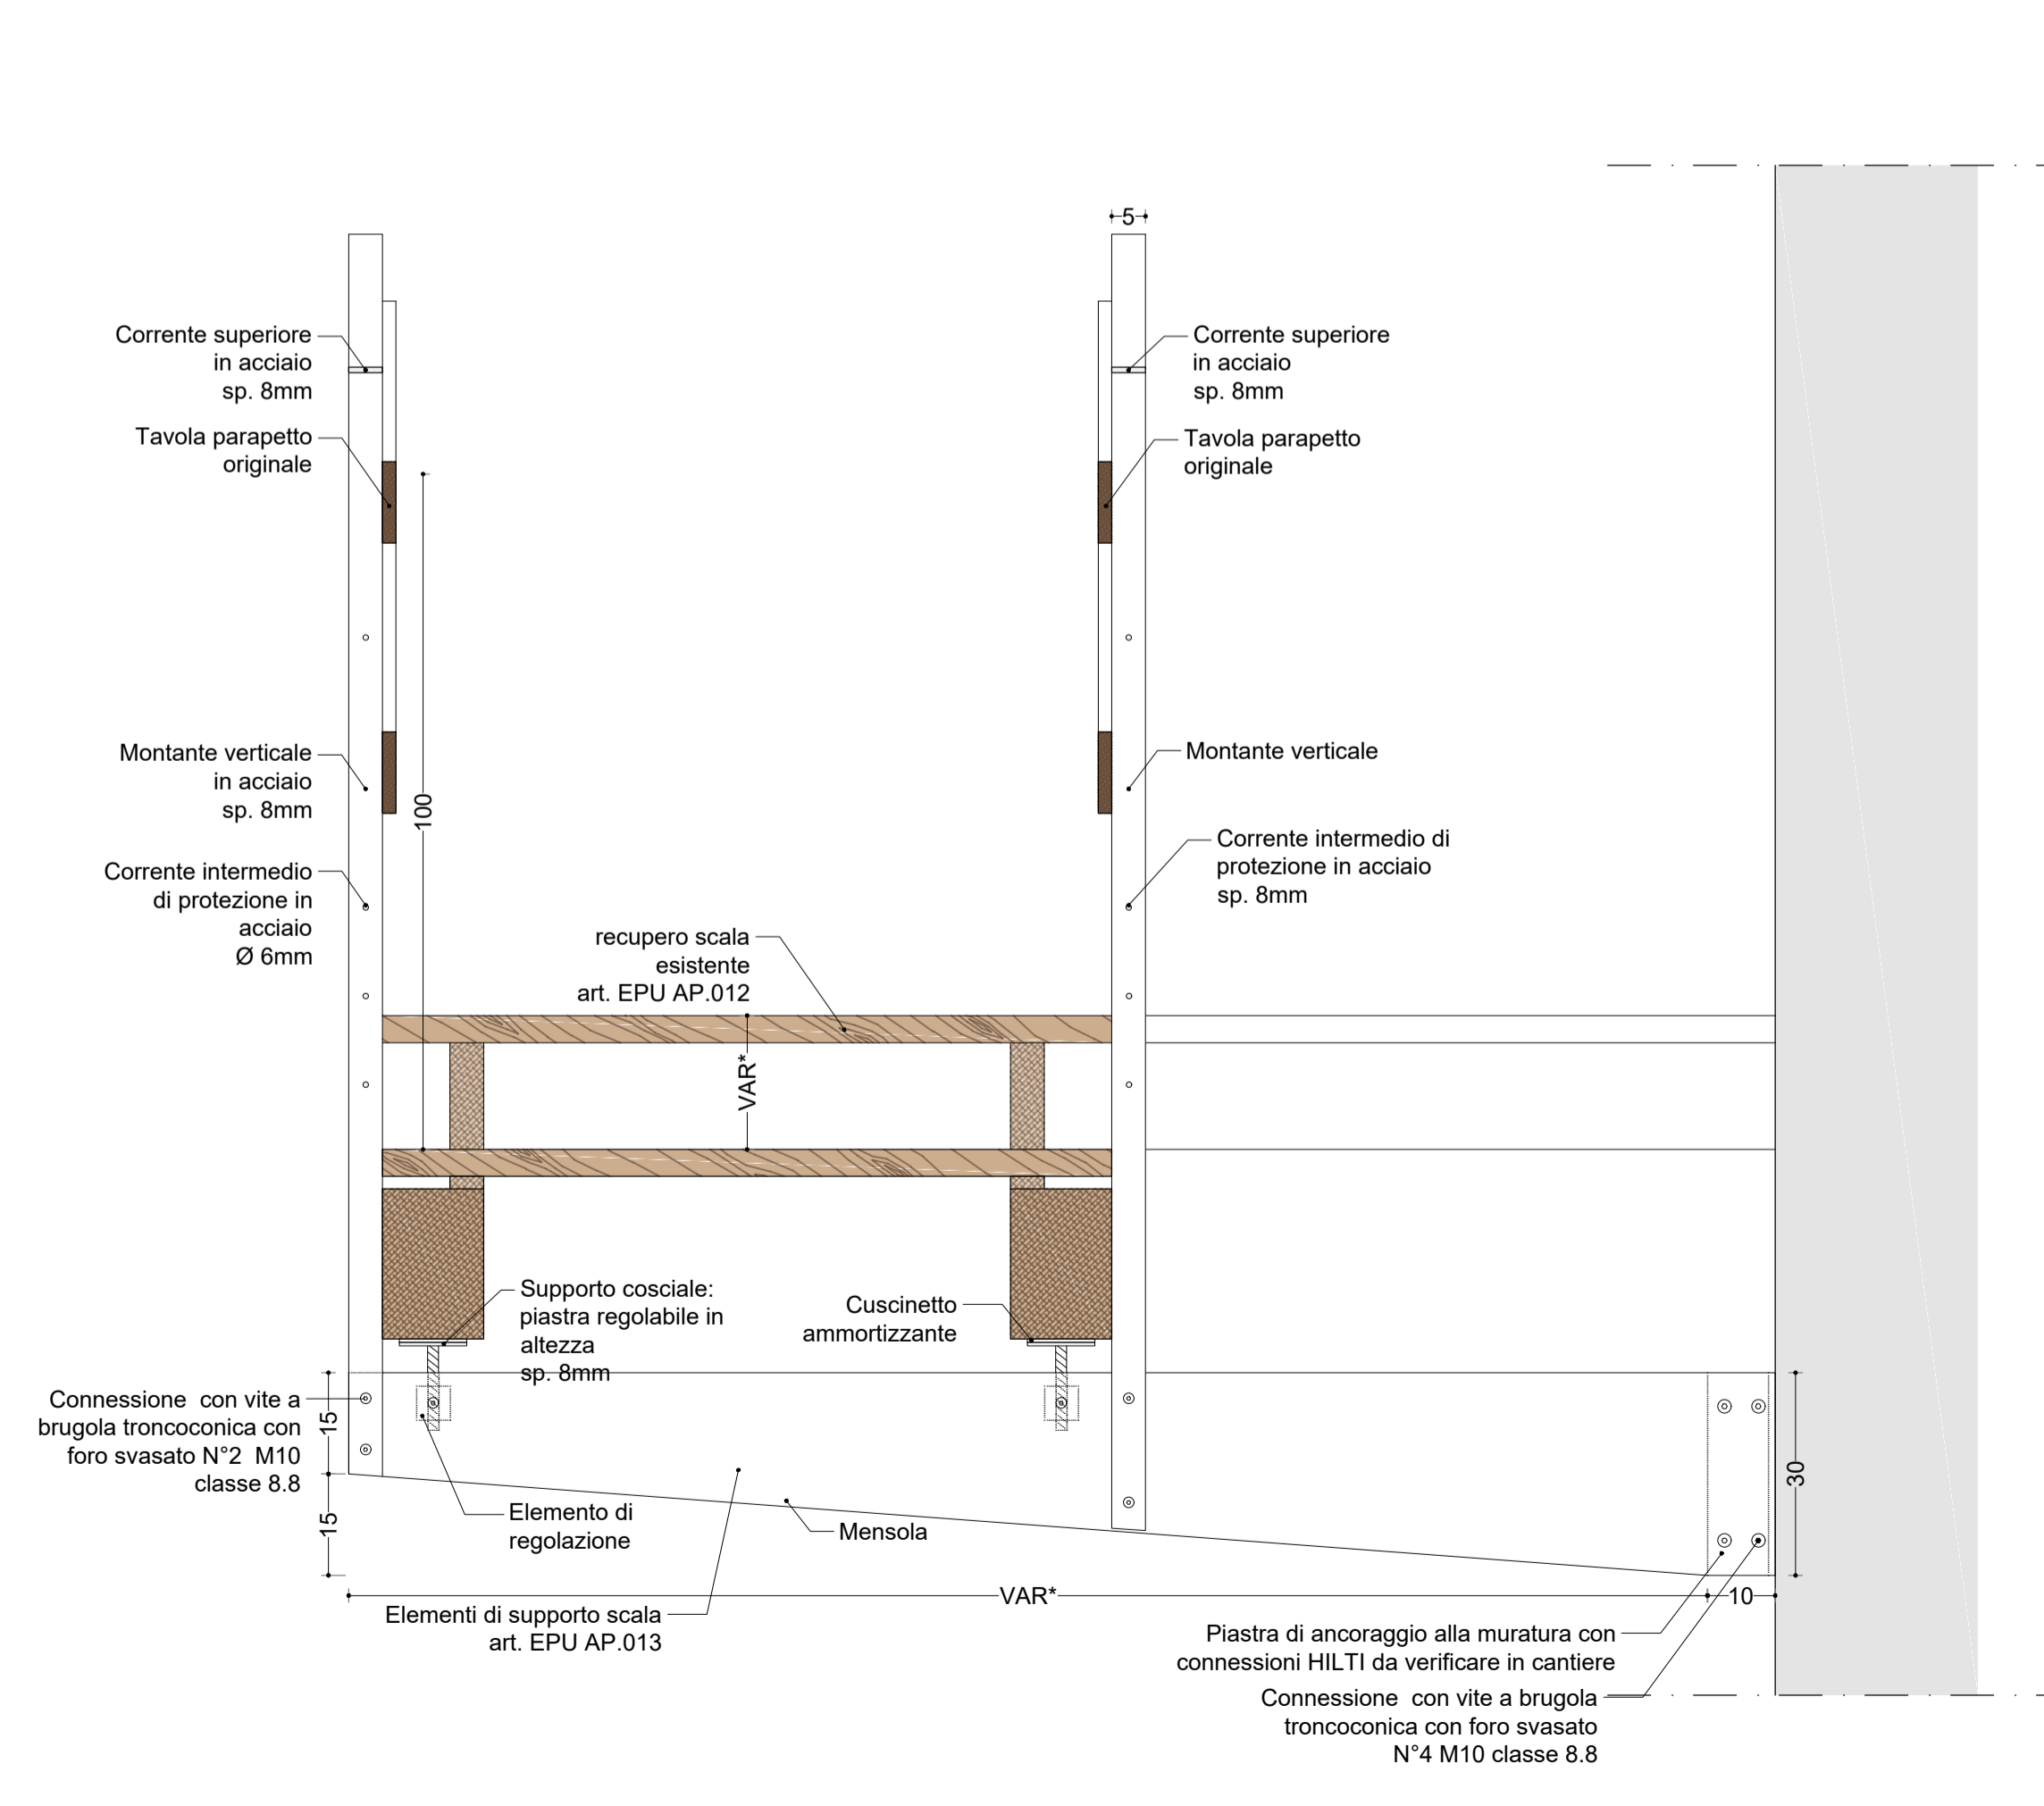 5
Corrente superiore
in acciaio
sp. 8mm
Corrente superiore
in acciaio
sp. 8mm
Tavola parapetto
originale
Tavola parapetto
originale
Montante verticale
in acciaio
sp. 8mm
100
Montante verticale
Corrente intermedio
di protezione in
acciaio
Ø 6mm
Corrente intermedio di
protezione in acciaio
sp. 8mm
recupero scala
esistente
art. EPU AP.012
VAR*
Supporto cosciale:
piastra regolabile in
altezza
sp. 8mm
Cuscinetto
ammortizzante
Connessione  con vite a
brugola troncoconica con
foro svasato N°2  M10
classe 8.8
15
15
30
Elemento di
regolazione
Mensola
VAR*
10
Elementi di supporto scala
art. EPU AP.013
Piastra di ancoraggio alla muratura con
connessioni HILTI da verificare in cantiere
Connessione  con vite a brugola
troncoconica con foro svasato
N°4 M10 classe 8.8